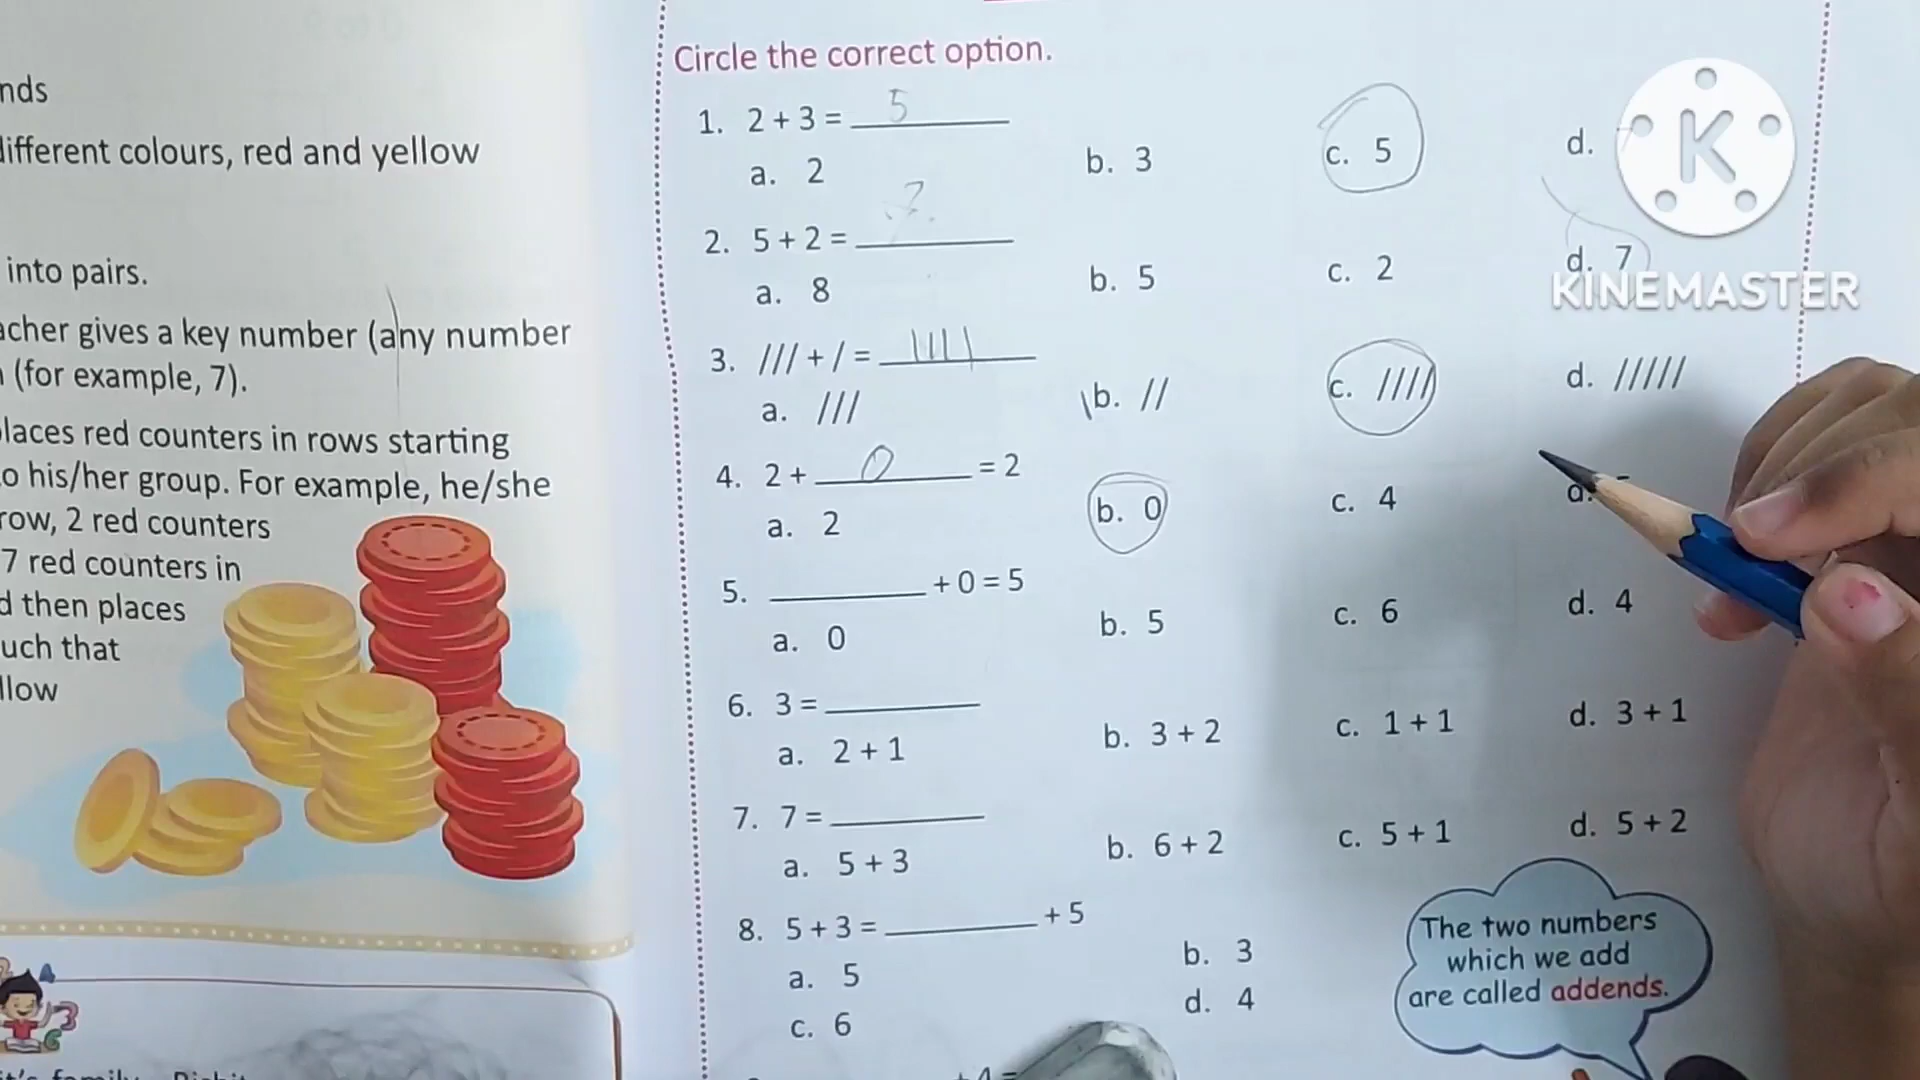 nds
different colours, red and yellow
into pairs.
acher gives a key number (any number
(for example, 7).
laces red counters in rows starting
o his/her group. For example, he/she
row, 2 red counters
7 red counters in
d then places
uch that
llow
Circle the correct option.
1. 2 + 3 = 5
a. 2 b. 3 c. 5 d.
2. 5 + 2 = 7
a. 8 b. 5 c. 2 d. 7
3. /// + / = ||||
a. /// b. // c. //// d. /////
4. 2 + 0 = 2
a. 2 b. 0 c. 4 d.
5. ________ + 0 = 5
a. 0 b. 5 c. 6 d. 4
6. 3 = ________
a. 2 + 1 b. 3 + 2 c. 1 + 1 d. 3 + 1
7. 7 = ________
a. 5 + 3 b. 6 + 2 c. 5 + 1 d. 5 + 2
8. 5 + 3 = ________ + 5
a. 5 b. 3
c. 6 d. 4
The two numbers
which we add
are called addends.
K
KINEMASTER